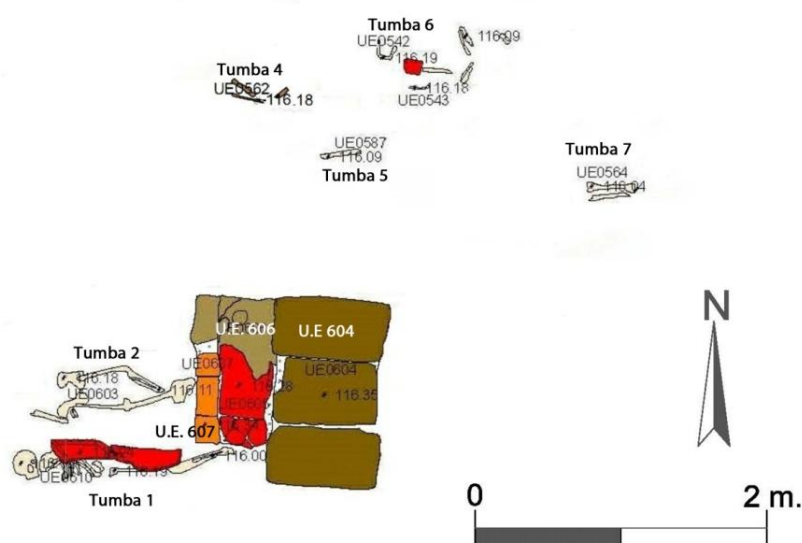 Tumba 6
UE0542
116.09
116.19
Tumba 4
UE0562
116.18
116.18
UE0543
UE0587
116.09
Tumba 5
Tumba 7
UE0564
116.04
N
U.E. 606
U.E 604
Tumba 2
UE0607
UE0604
116.18
116.11
116.35
UE0603
U.E. 607
116.00
116.19
UE0610
Tumba 1
0
2 m.